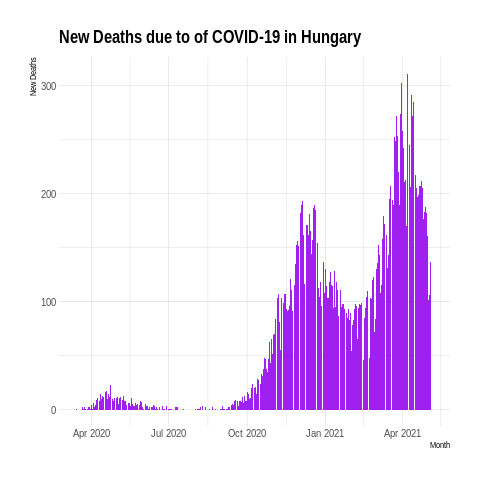 New Deaths due to of COVID-19 in Hungary
New Deaths
300
200
100
0
Apr 2020 Jul 2020 Oct 2020 Jan 2021 Apr 2021
Month